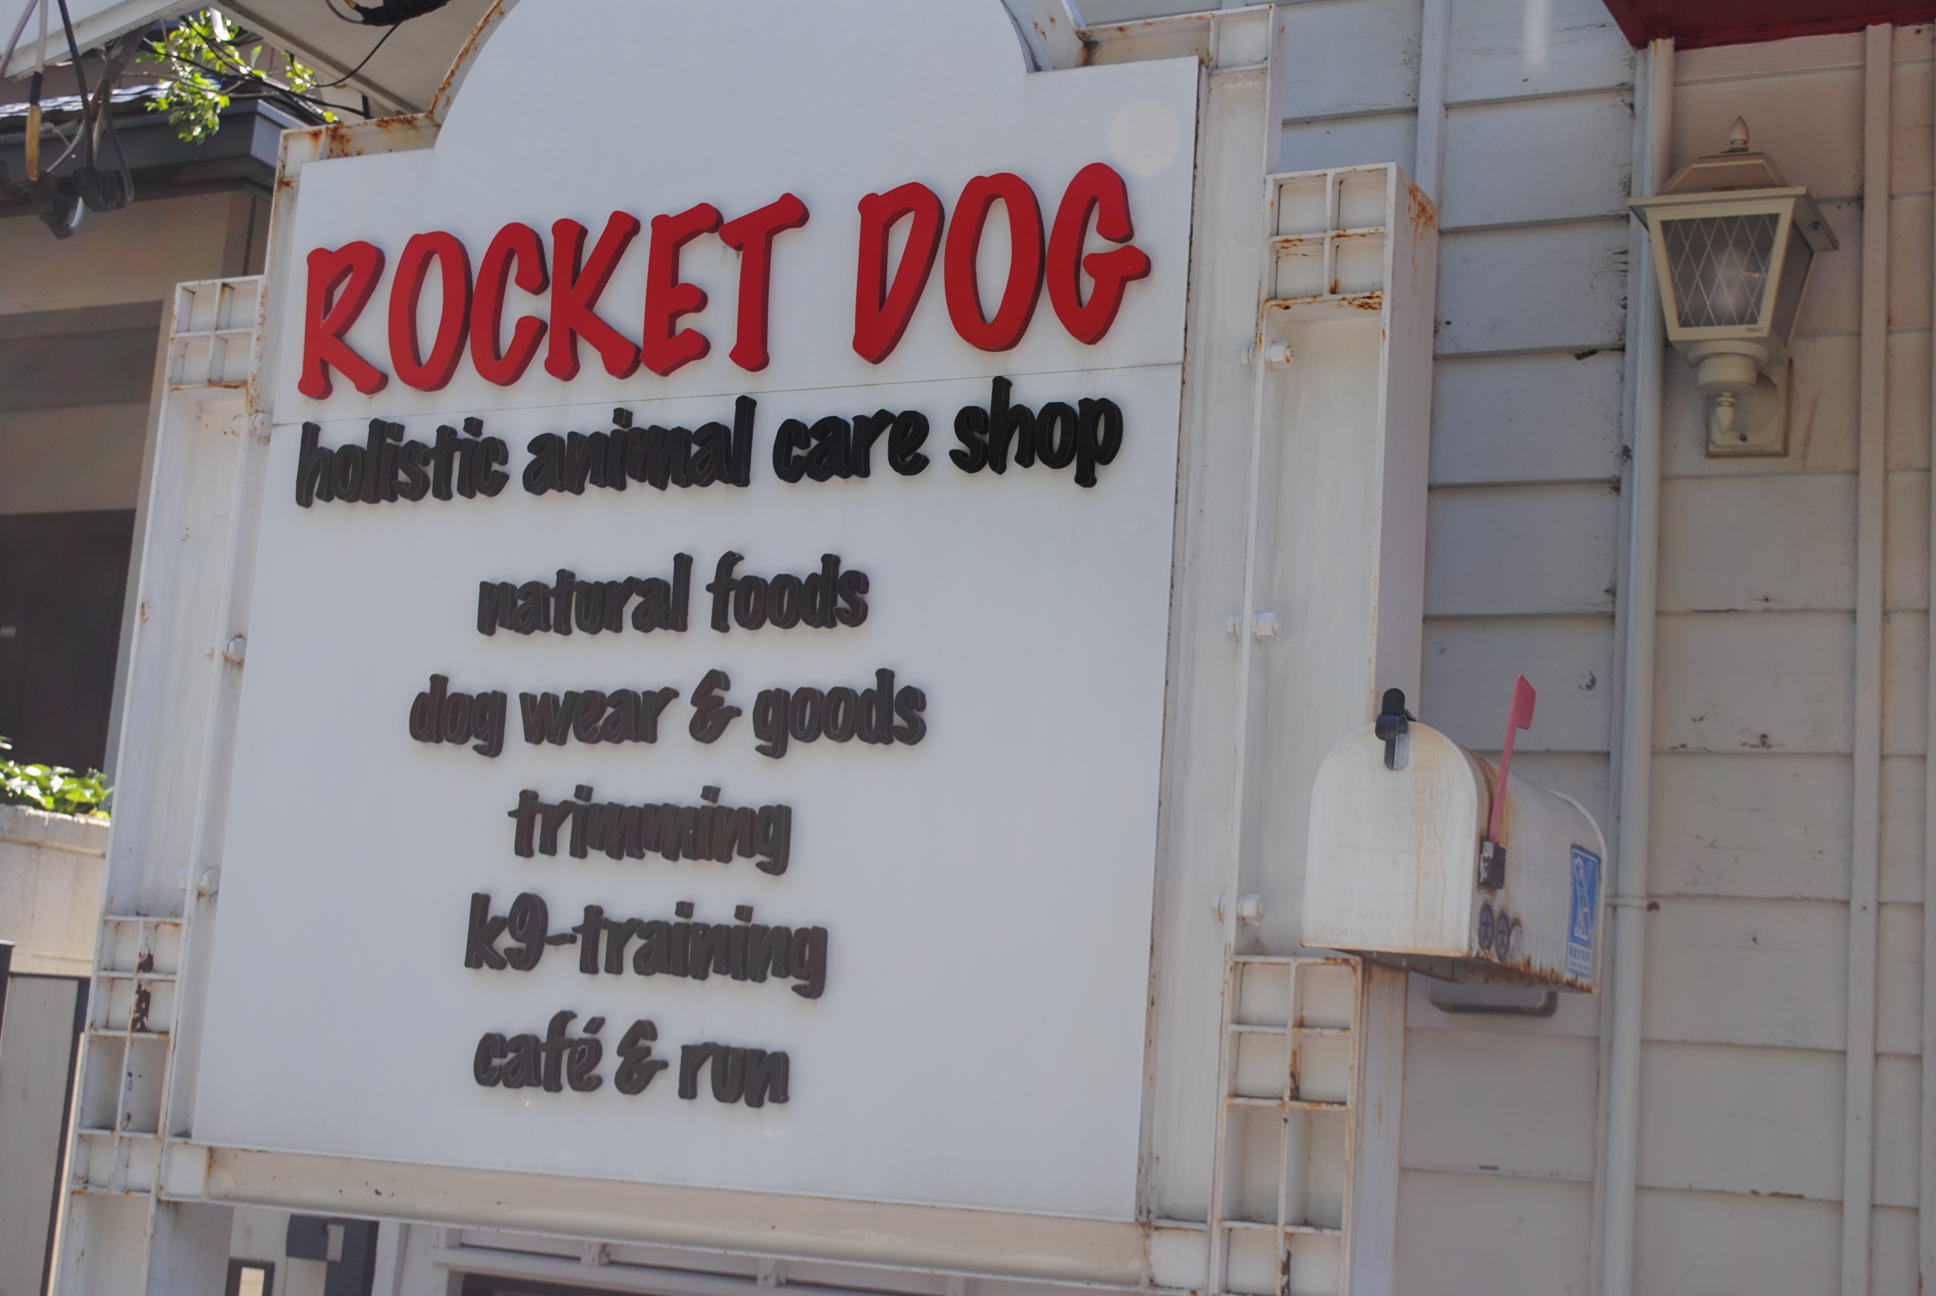 ROCKET DOG
holistic animal care shop
natural foods
dog wear & goods
trimming
k9-training
café & run